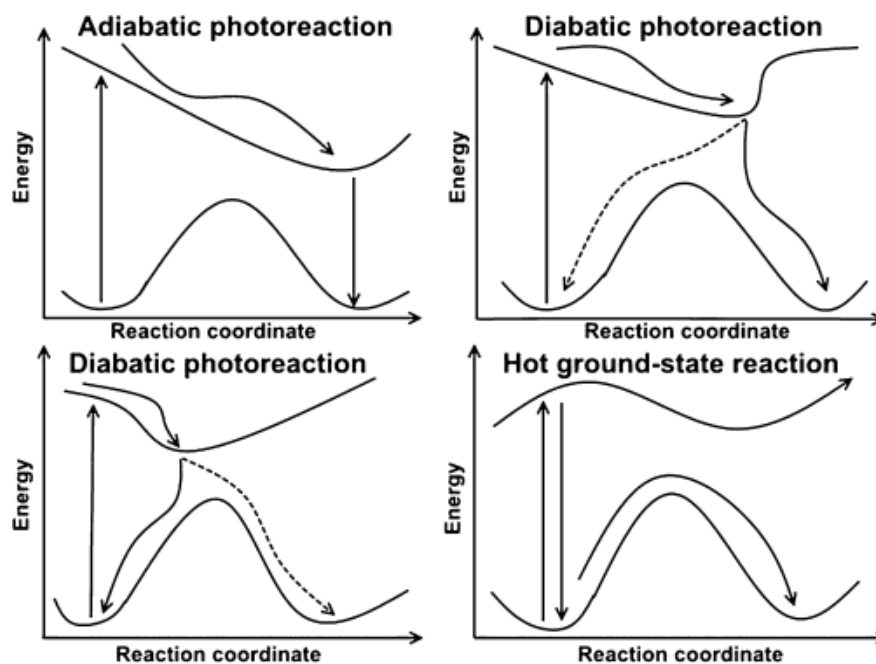 Adiabatic photoreaction
Energy
Reaction coordinate
Diabatic photoreaction
Energy
Reaction coordinate
Diabatic photoreaction
Energy
Reaction coordinate
Hot ground-state reaction
Energy
Reaction coordinate